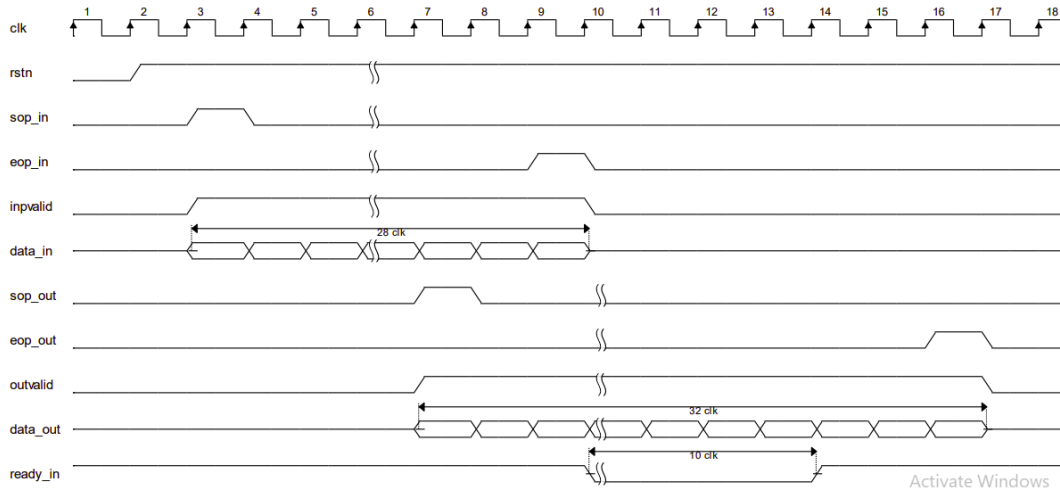 1 2 3 4 5 6 7 8 9 10 11 12 13 14 15 16 17 18
clk
rstn
sop_in
eop_in
inpvalid
28 clk
data_in
sop_out
eop_out
outvalid
32 clk
data_out
10 clk
ready_in
Activate Windows